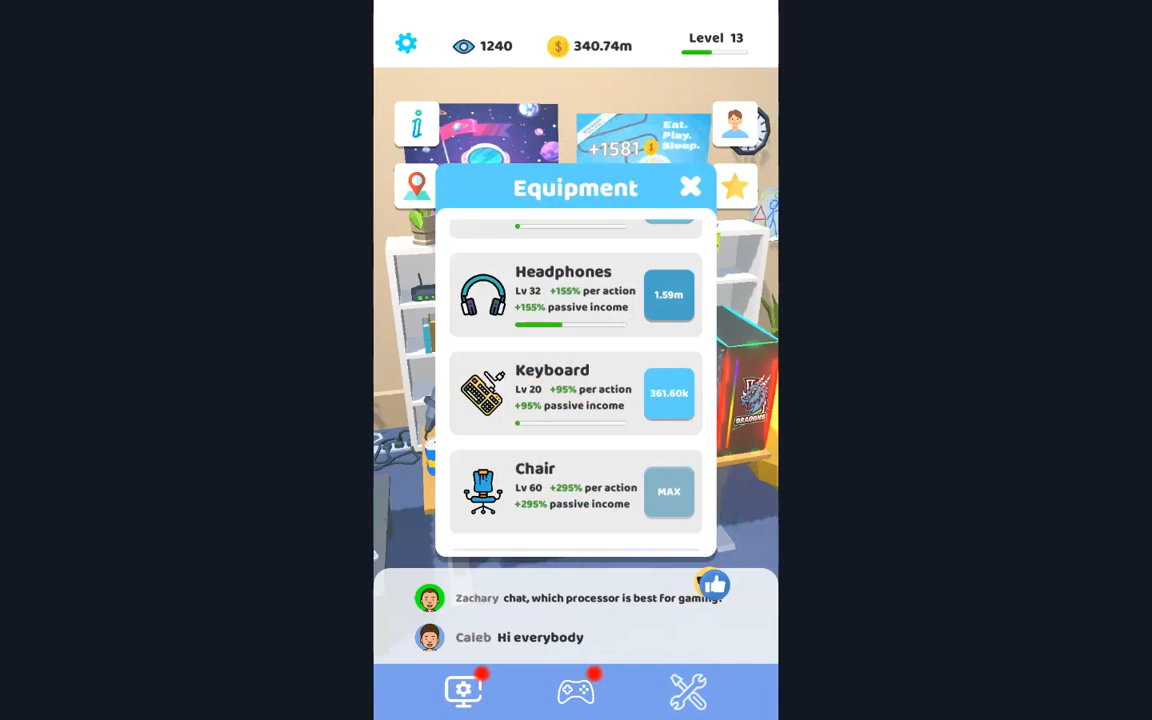 1240
340.74m
Level 13
Eat.
Play.
Sleep.
+1581
Equipment
Headphones
Lv 32 +155% per action
+155% passive income
1.59m
Keyboard
Lv 20 +95% per action
+95% passive income
361.60k
Chair
Lv 60 +295% per action
+295% passive income
MAX
DRAGONS
Zachary chat, which processor is best for gaming?
Caleb Hi everybody